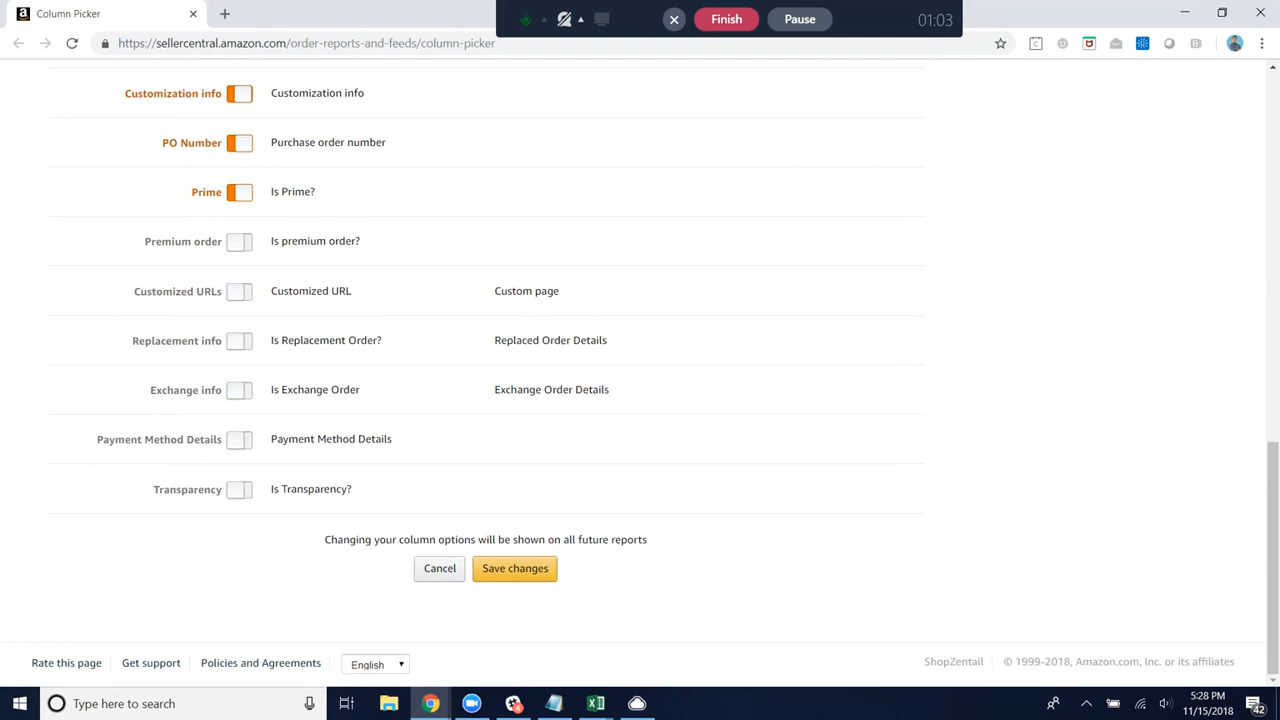 Column Picker
Finish
Pause
01:03
https://sellercentral.amazon.com/order-reports-and-feeds/column-picker
Customization info Customization info
PO Number Purchase order number
Prime Is Prime?
Premium order Is premium order?
Customized URLs Customized URL Custom page
Replacement info Is Replacement Order? Replaced Order Details
Exchange info Is Exchange Order Exchange Order Details
Payment Method Details Payment Method Details
Transparency Is Transparency?
Changing your column options will be shown on all future reports
Cancel Save changes
Rate this page Get support Policies and Agreements English ShopZentail © 1999-2018, Amazon.com, Inc. or its affiliates
Type here to search
5:28 PM
11/15/2018
42